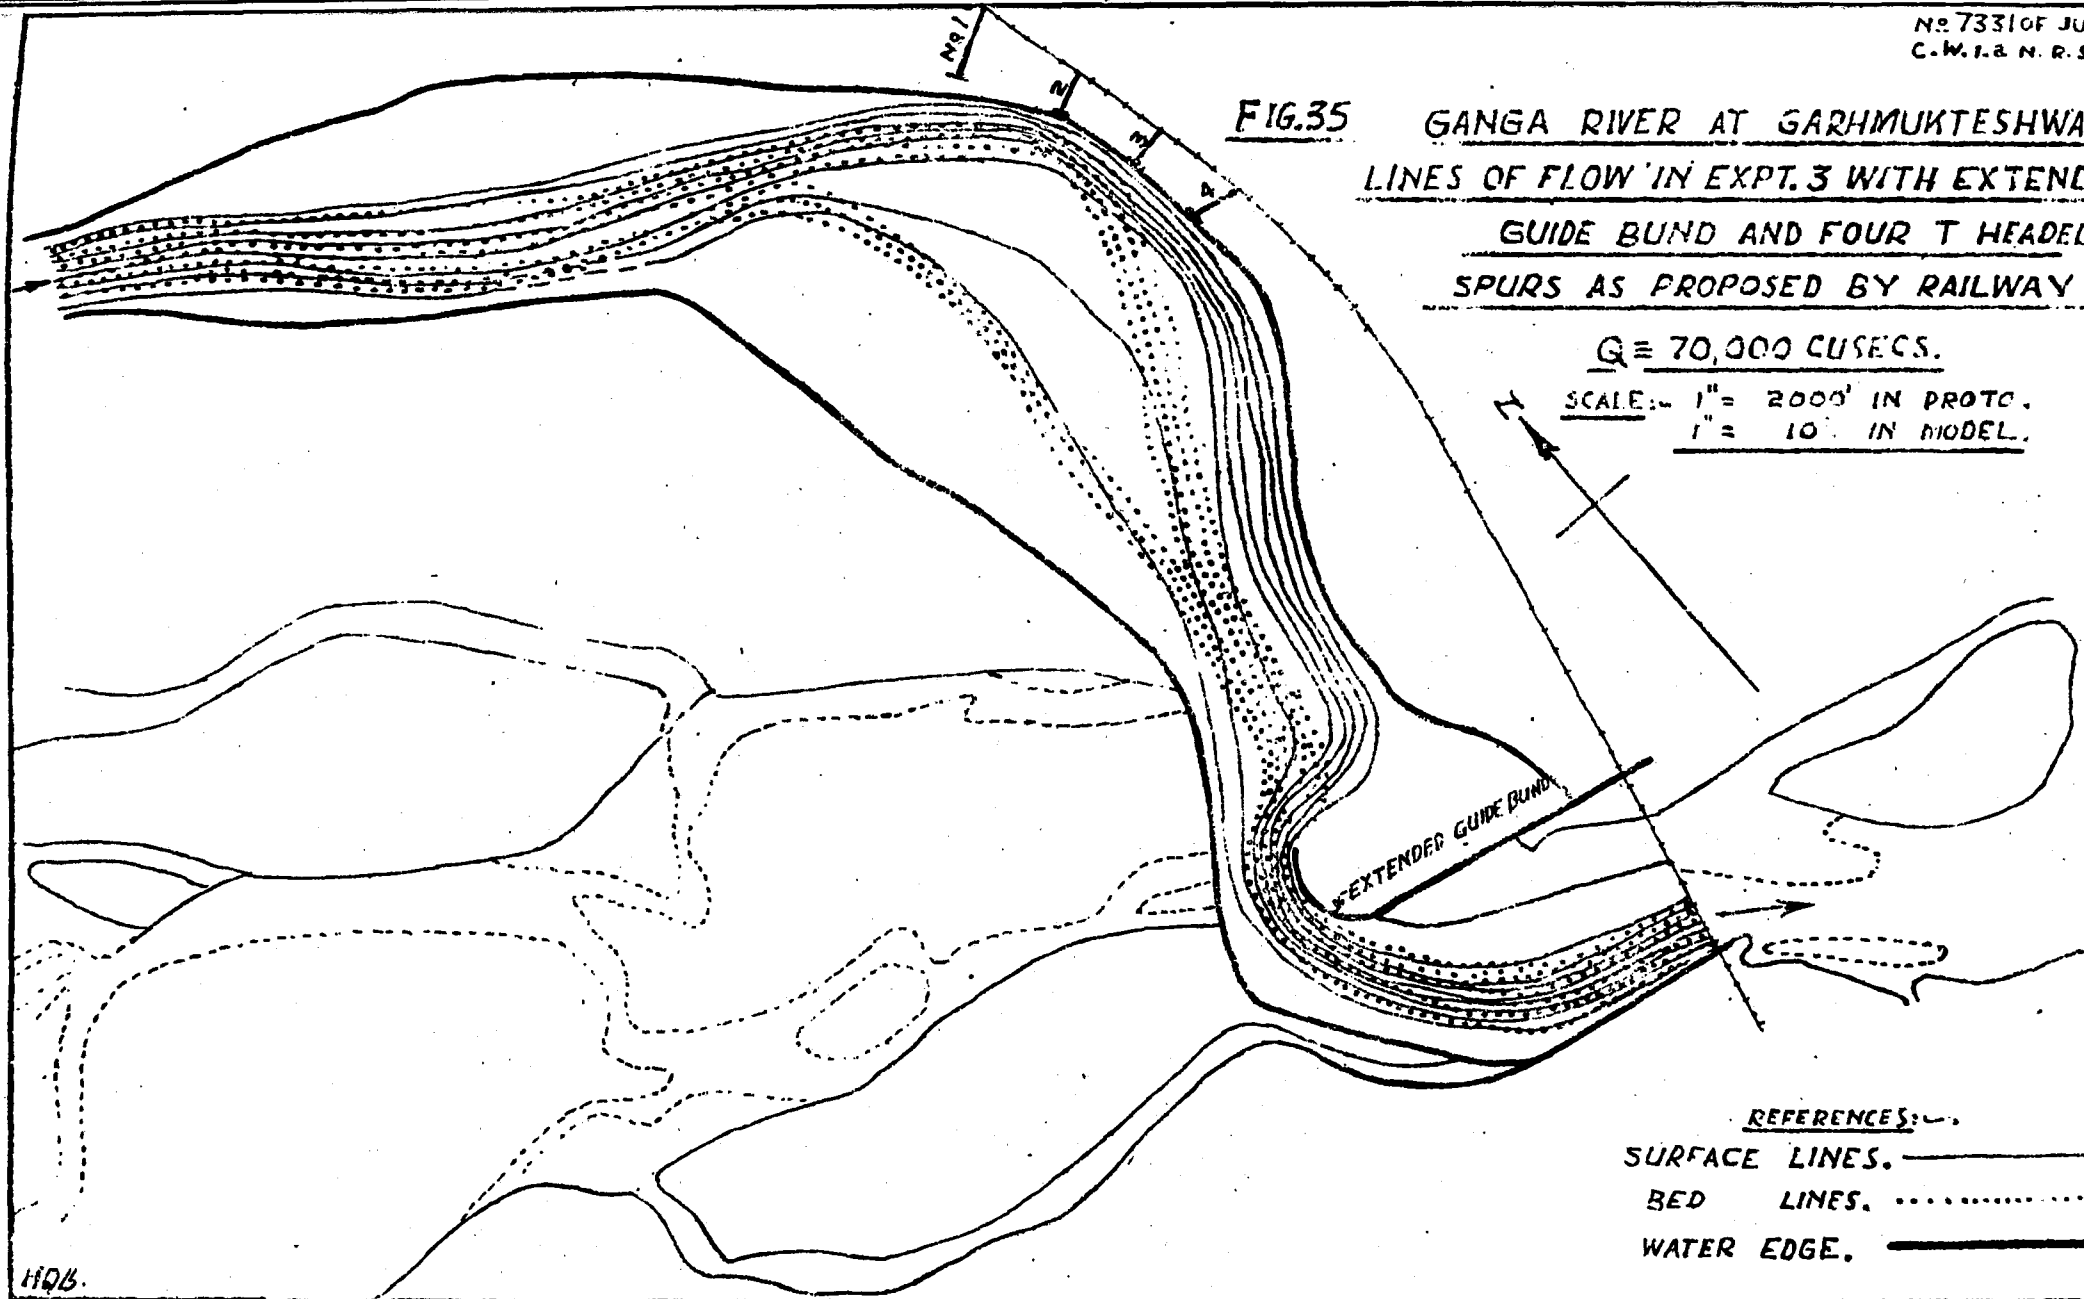 Nº 7331 OF JU
C.W.I.& N.R.S
FIG.35 GANGA RIVER AT GARHMUKTESHWA
LINES OF FLOW IN EXPT. 3 WITH EXTEND
GUIDE BUND AND FOUR T HEADED
SPURS AS PROPOSED BY RAILWAY
Q ≡ 70,000 CUSECS.
SCALE:- 1" = 2000' IN PROTO.
1" = 10' IN MODEL.
Nº 1
2
3
4
EXTENDED GUIDE BUND
REFERENCES:-
SURFACE LINES.
BED LINES.
WATER EDGE.